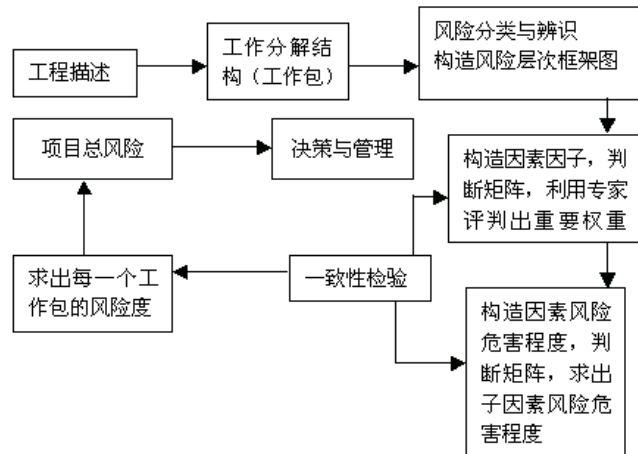 工程描述
工作分解结
构（工作包）
风险分类与辨识
构造风险层次框架图
项目总风险
决策与管理
构造因素因子，判
断矩阵，利用专家
评判出重要权重
求出每一个工
作包的风险度
一致性检验
构造因素风险
危害程度，判
断矩阵，求出
子因素风险危
害程度